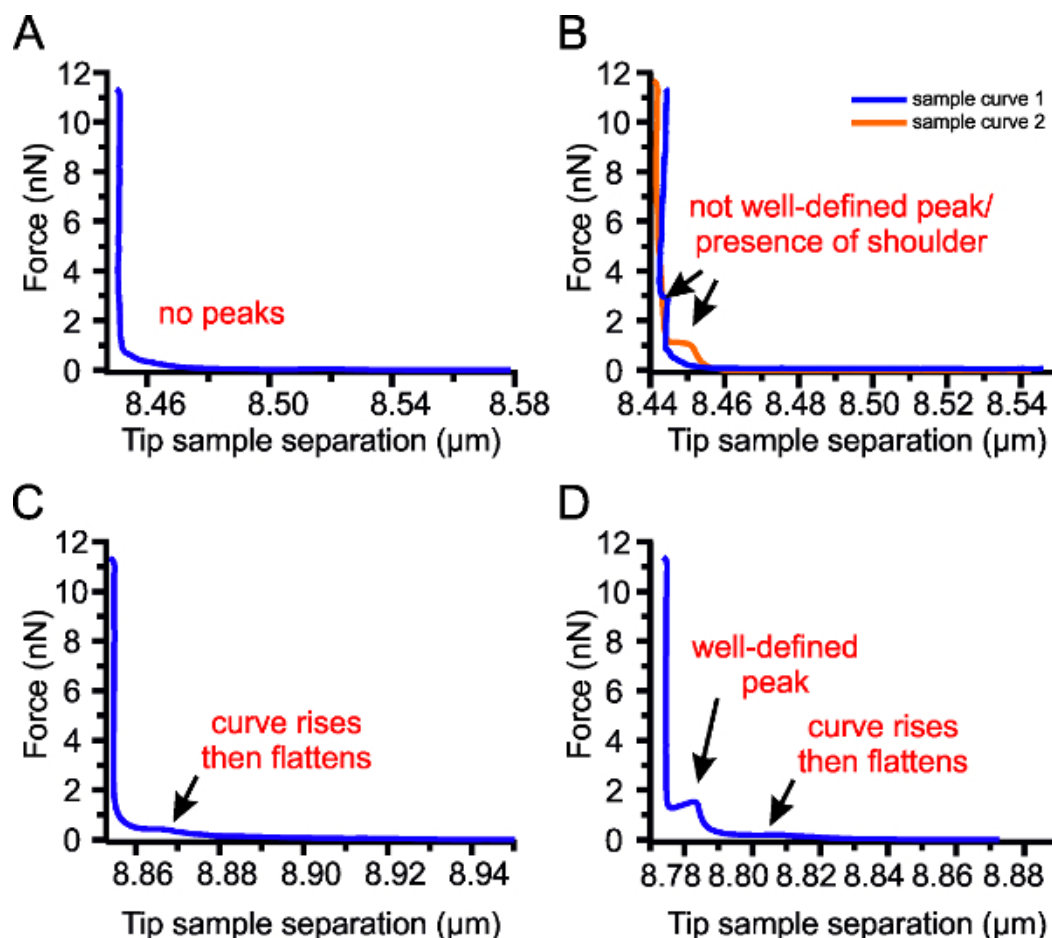 A
Force (nN)
12
10
8
6
4
2
0
no peaks
8.46
8.50
8.54
8.58
Tip sample separation (µm)
B
Force (nN)
12
10
8
6
4
2
0
sample curve 1
sample curve 2
not well-defined peak/
presence of shoulder
8.44
8.46
8.48
8.50
8.52
8.54
Tip sample separation (µm)
C
Force (nN)
12
10
8
6
4
2
0
curve rises
then flattens
8.86
8.88
8.90
8.92
8.94
Tip sample separation (µm)
D
Force (nN)
12
10
8
6
4
2
0
well-defined
peak
curve rises
then flattens
8.78
8.80
8.82
8.84
8.86
8.88
Tip sample separation (µm)